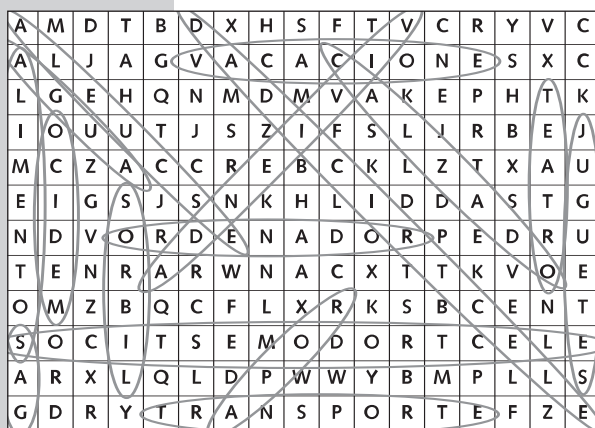 A M D T B D X H S F T V C R Y V C
A L J A G V A C A C I O N E S X C
L G E H Q N M D M V A K E P H T K
I O U U T J S Z I F S L J R B E J
M C Z A C C R E B C K L Z T X A U
E I G S J S N K H L I D D A S T G
N D V O R D E N A D O R P E D R U
T E N R A R W N A C X T T K V O E
O M Z B Q C F L X R K S B C E N T
S O C I T S E M O D O R T C E L E
A R X L Q L D P W W Y B M P L L S
G D R Y T R A N S P O R T E F Z E